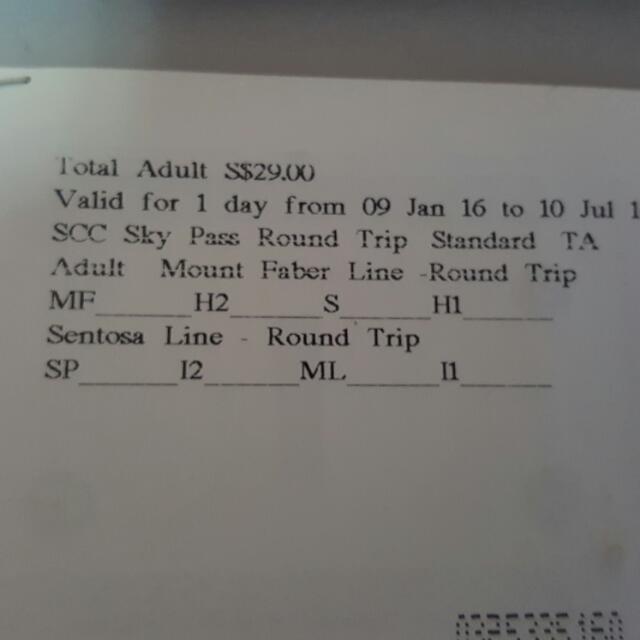 Total Adult S$29.00
Valid for 1 day from 09 Jan 16 to 10 Jul 1
SCC Sky Pass Round Trip Standard TA
Adult Mount Faber Line -Round Trip
MF______H2______S______H1______
Sentosa Line - Round Trip
SP______I2______ML______I1______